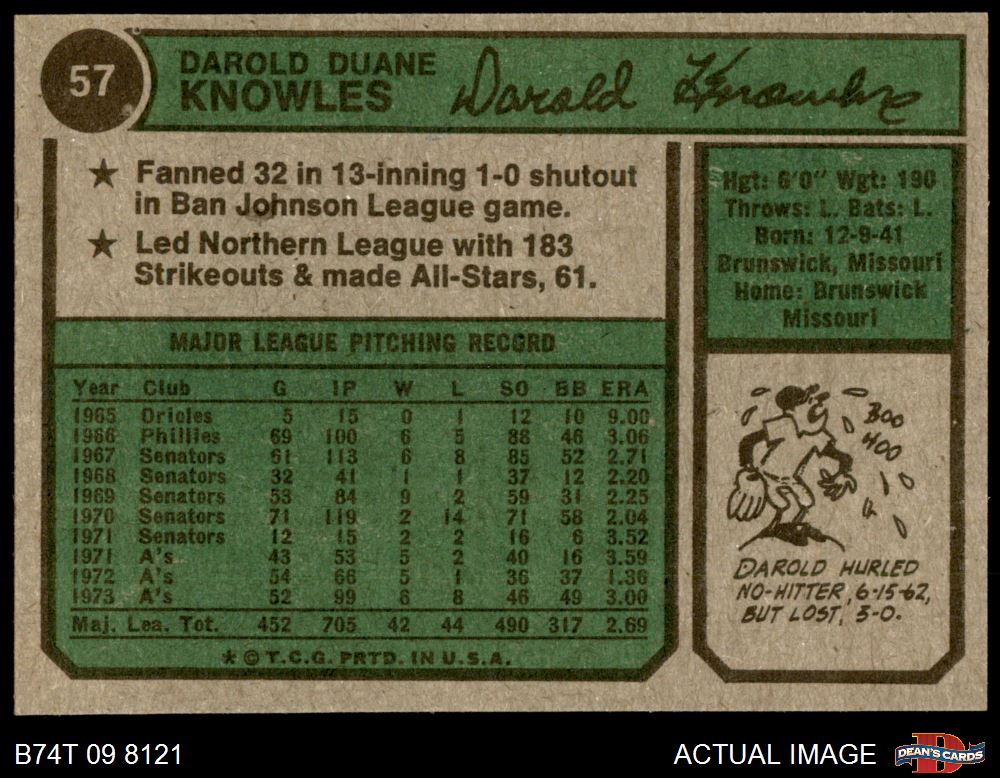 57
DAROLD DUANE
KNOWLES
Darold Knowles
★ Fanned 32 in 13-inning 1-0 shutout
in Ban Johnson League game.
★ Led Northern League with 183
Strikeouts & made All-Stars, 61.
Hgt: 6'0" Wgt: 190
Throws: L. Bats: L.
Born: 12-9-41
Brunswick, Missouri
Home: Brunswick
Missouri
MAJOR LEAGUE PITCHING RECORD
Year Club G IP W L SO BB ERA
1965 Orioles 5 15 0 1 12 10 9.00
1966 Phillies 69 100 6 5 88 46 3.06
1967 Senators 61 113 6 8 85 52 2.71
1968 Senators 32 41 1 1 37 12 2.20
1969 Senators 53 84 9 2 59 31 2.25
1970 Senators 71 119 2 14 71 58 2.04
1971 Senators 12 15 2 2 16 6 3.52
1971 A's 43 53 5 2 40 16 3.59
1972 A's 54 66 5 1 36 37 1.36
1973 A's 52 99 6 8 46 49 3.00
Maj. Lea. Tot. 452 705 42 44 490 317 2.69
★ © T.C.G. PRTD. IN U.S.A.
BOO
HOO
DAROLD HURLED
NO-HITTER, 6-15-62,
BUT LOST, 3-0.
B74T 09 8121
ACTUAL IMAGE
DEAN'S CARDS